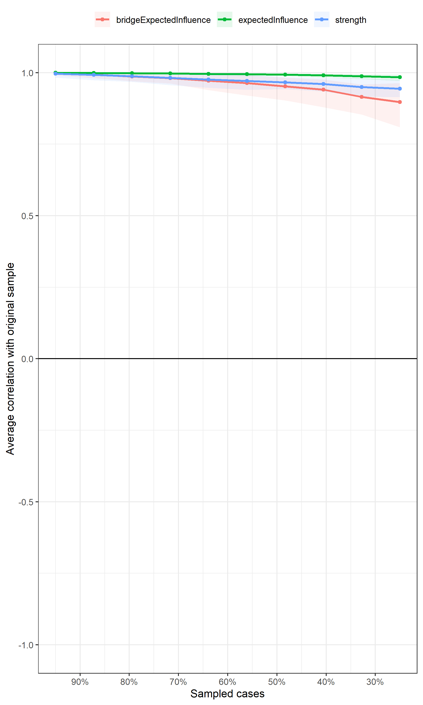 bridgeExpectedInfluence expectedInfluence strength
1.0
0.5
0.0
-0.5
-1.0
Average correlation with original sample
90% 80% 70% 60% 50% 40% 30%
Sampled cases